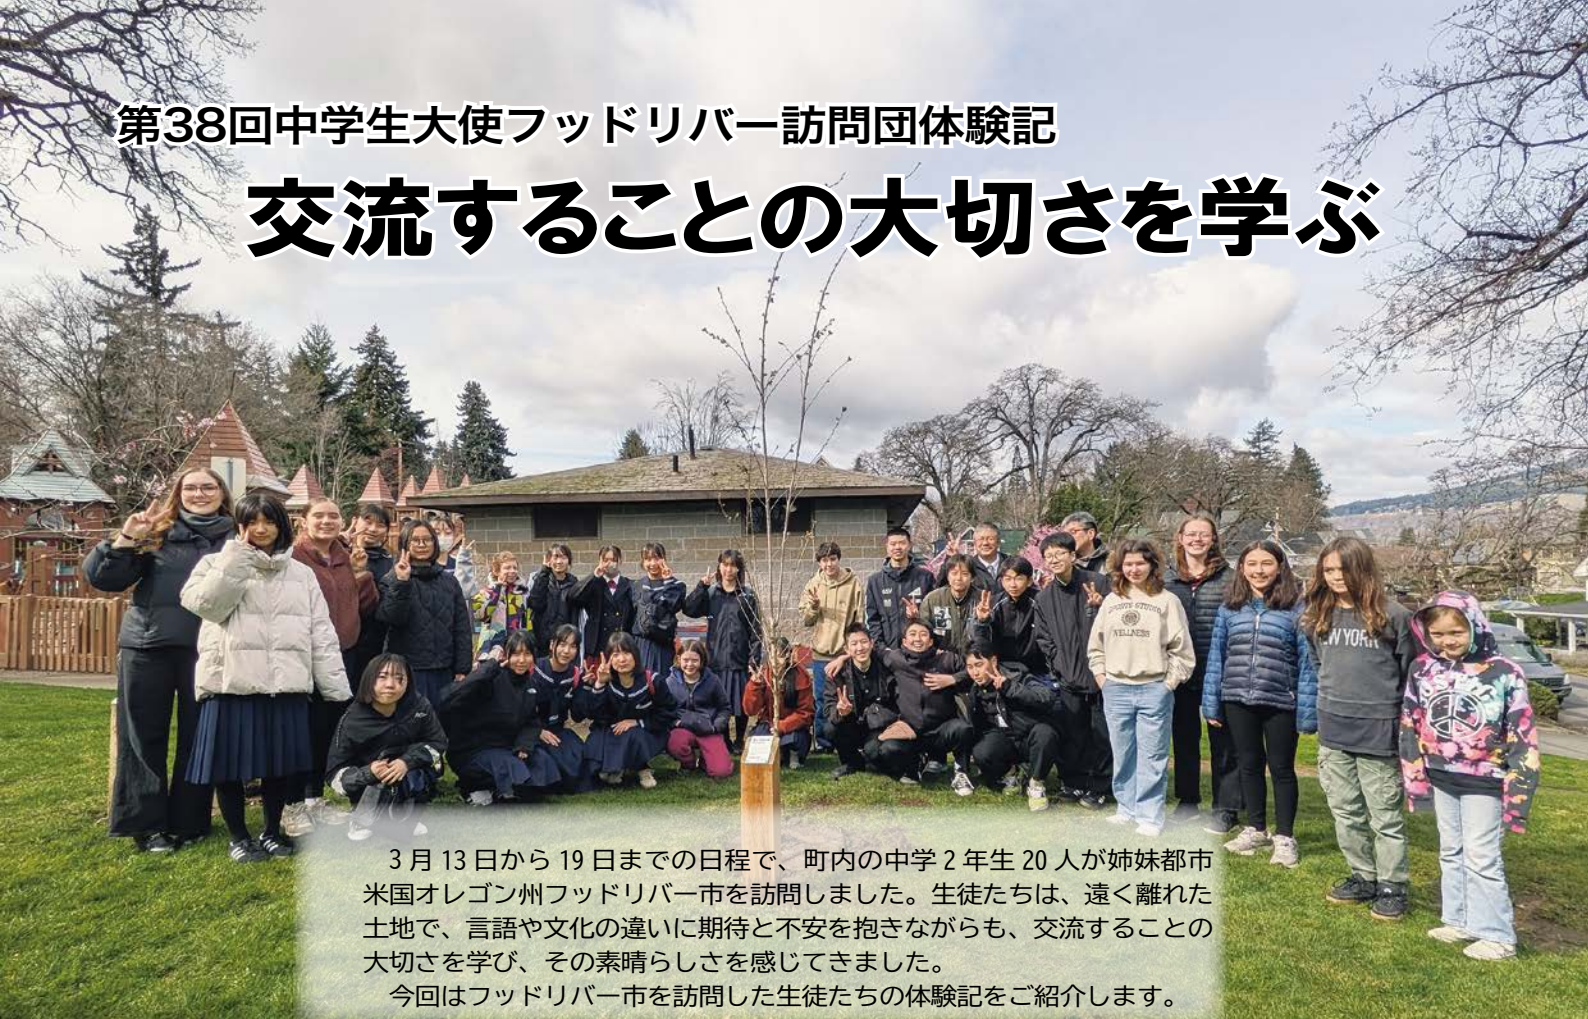 第38回中学生大使フッドリバー訪問団体験記
交流することの大切さを学ぶ
NEW YORK
SPORTS STUDIO
WELLNESS
3月13日から19日までの日程で、町内の中学2年生20人が姉妹都市
米国オレゴン州フッドリバー市を訪問しました。生徒たちは、遠く離れた
土地で、言語や文化の違いに期待と不安を抱きながらも、交流することの
大切さを学び、その素晴らしさを感じてきました。
今回はフッドリバー市を訪問した生徒たちの体験記をご紹介します。